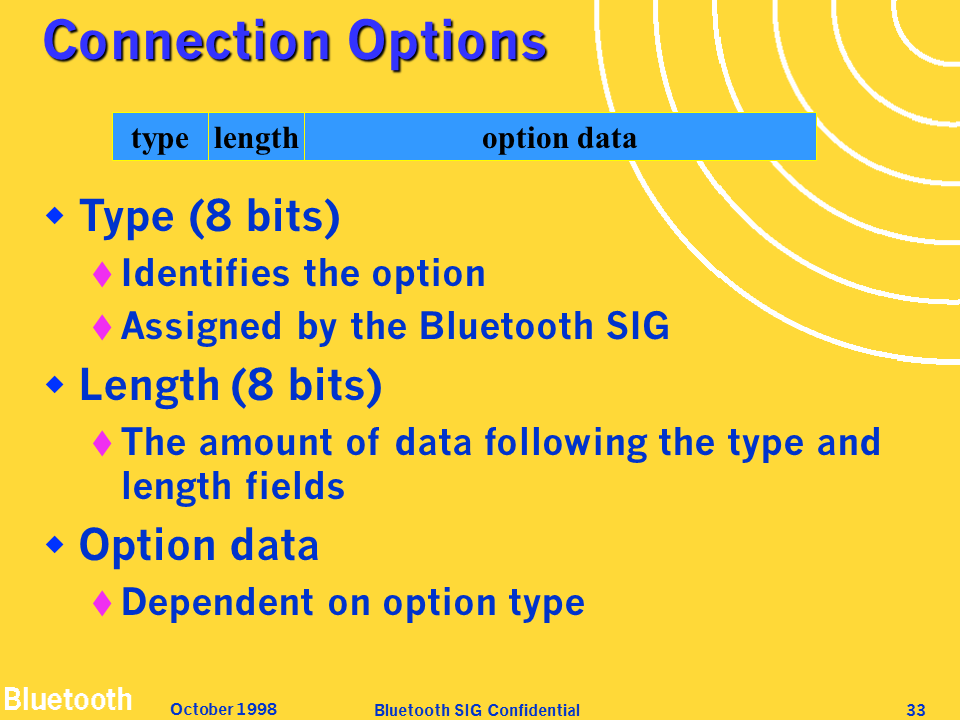 Connection Options
type length option data
Type (8 bits)
Identifies the option
Assigned by the Bluetooth SIG
Length (8 bits)
The amount of data following the type and
length fields
Option data
Dependent on option type
Bluetooth October 1998 Bluetooth SIG Confidential 33